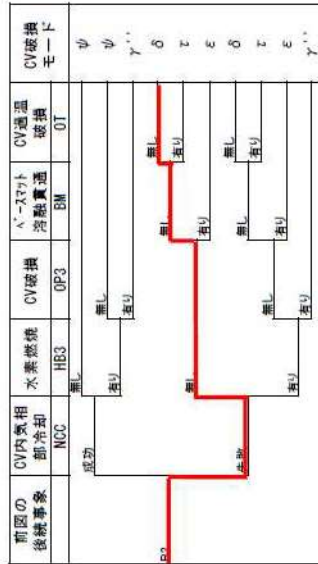 前図の
後続事象
CV内気相
部冷却
NCC
水素燃焼
HB3
CV破損
OP3
ベースマット
溶融貫通
BM
CV過温
破損
OT
CV破損
モード
成功
失敗
無し
有り
無し
有り
無し
有り
無し
有り
無し
有り
無し
有り
無し
有り
無し
有り
ψ
ψ
γ''
δ
τ
ε
δ
τ
ε
γ''